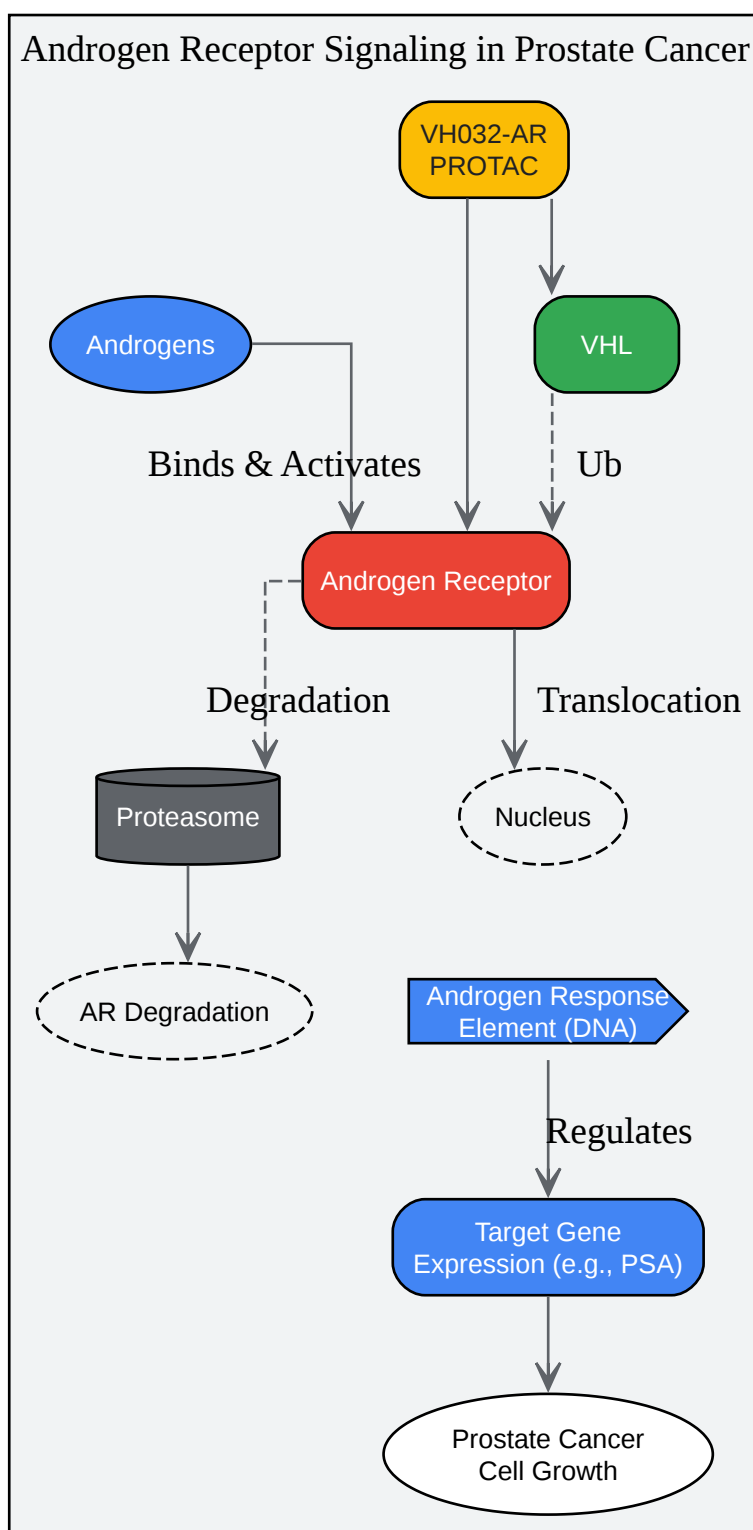 Androgen Receptor Signaling in Prostate Cancer
VH032-AR
PROTAC
Androgens
VHL
Binds & Activates
Ub
Androgen Receptor
Degradation
Translocation
Proteasome
Nucleus
AR Degradation
Androgen Response
Element (DNA)
Regulates
Target Gene
Expression (e.g., PSA)
Prostate Cancer
Cell Growth